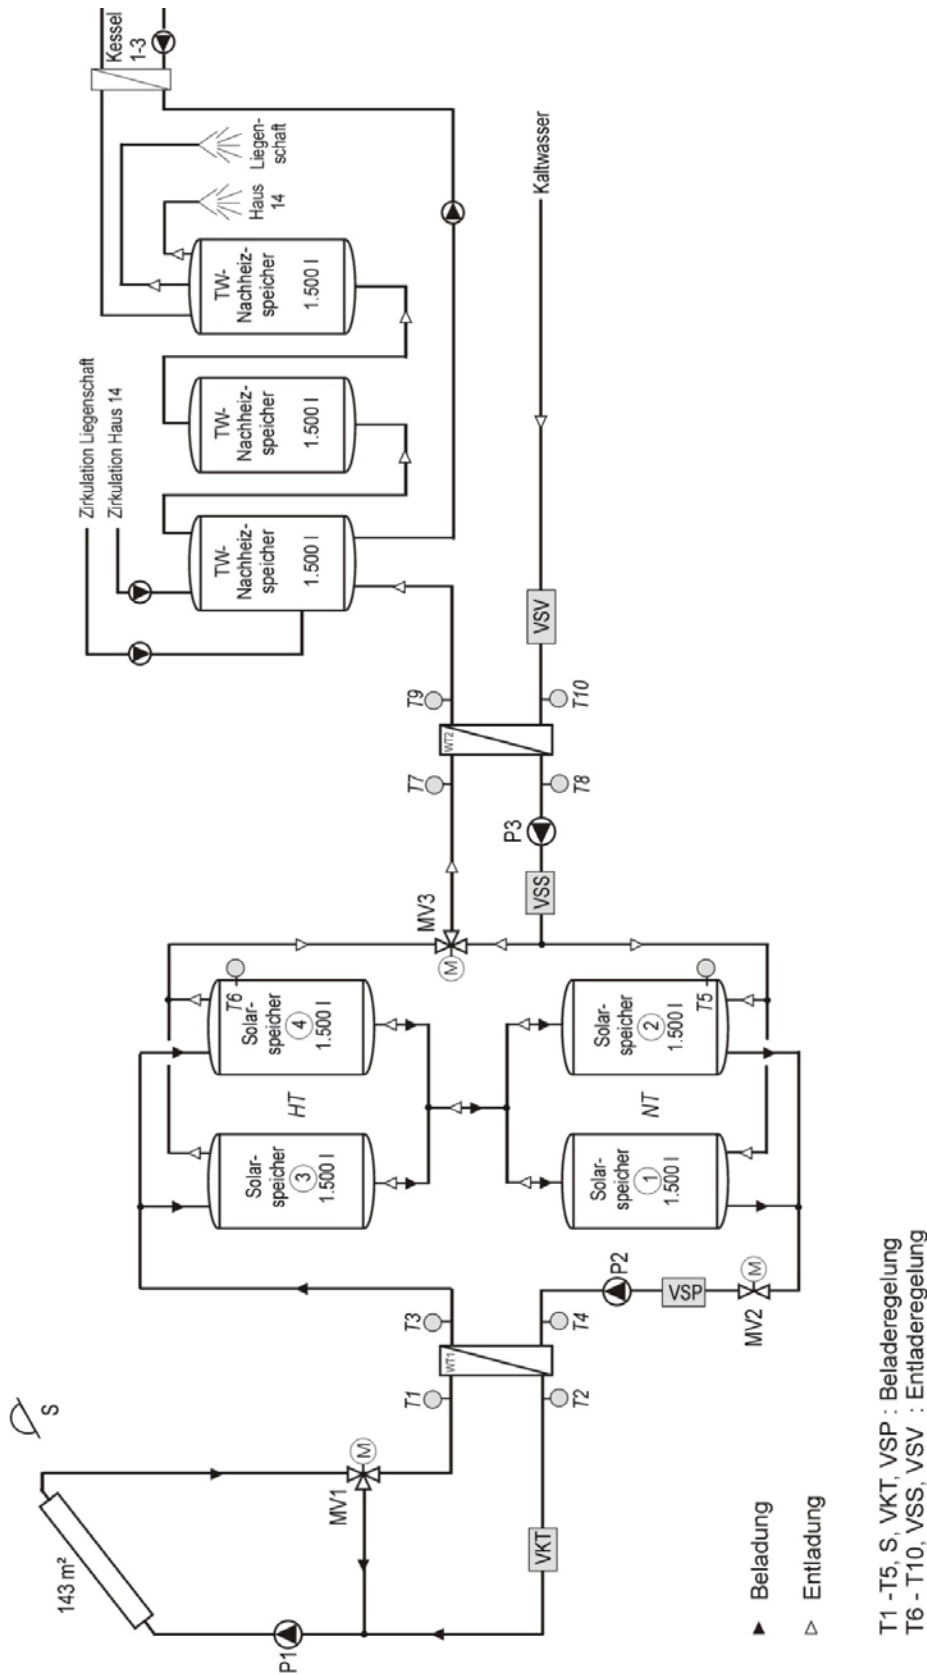 143 m²
S
P1
MV1
M
VKT
T1
T2
WT1
T3
T4
P2
VSP
MV2
M
Solar-
speicher
3
1.500 l
HT
Solar-
speicher
4
1.500 l
T6
Solar-
speicher
1
1.500 l
NT
Solar-
speicher
2
1.500 l
T5
MV3
M
VSS
P3
T7
T8
WT2
T9
T10
VSV
Kaltwasser
Zirkulation Liegenschaft
Zirkulation Haus 14
TW-
Nachheiz-
speicher
1.500 l
TW-
Nachheiz-
speicher
1.500 l
TW-
Nachheiz-
speicher
1.500 l
Haus
14
Liegen-
schaft
Kessel
1-3
Beladung
Entladung
T1 -T5, S, VKT, VSP : Beladeregelung
T6 - T10, VSS, VSV : Entladeregelung